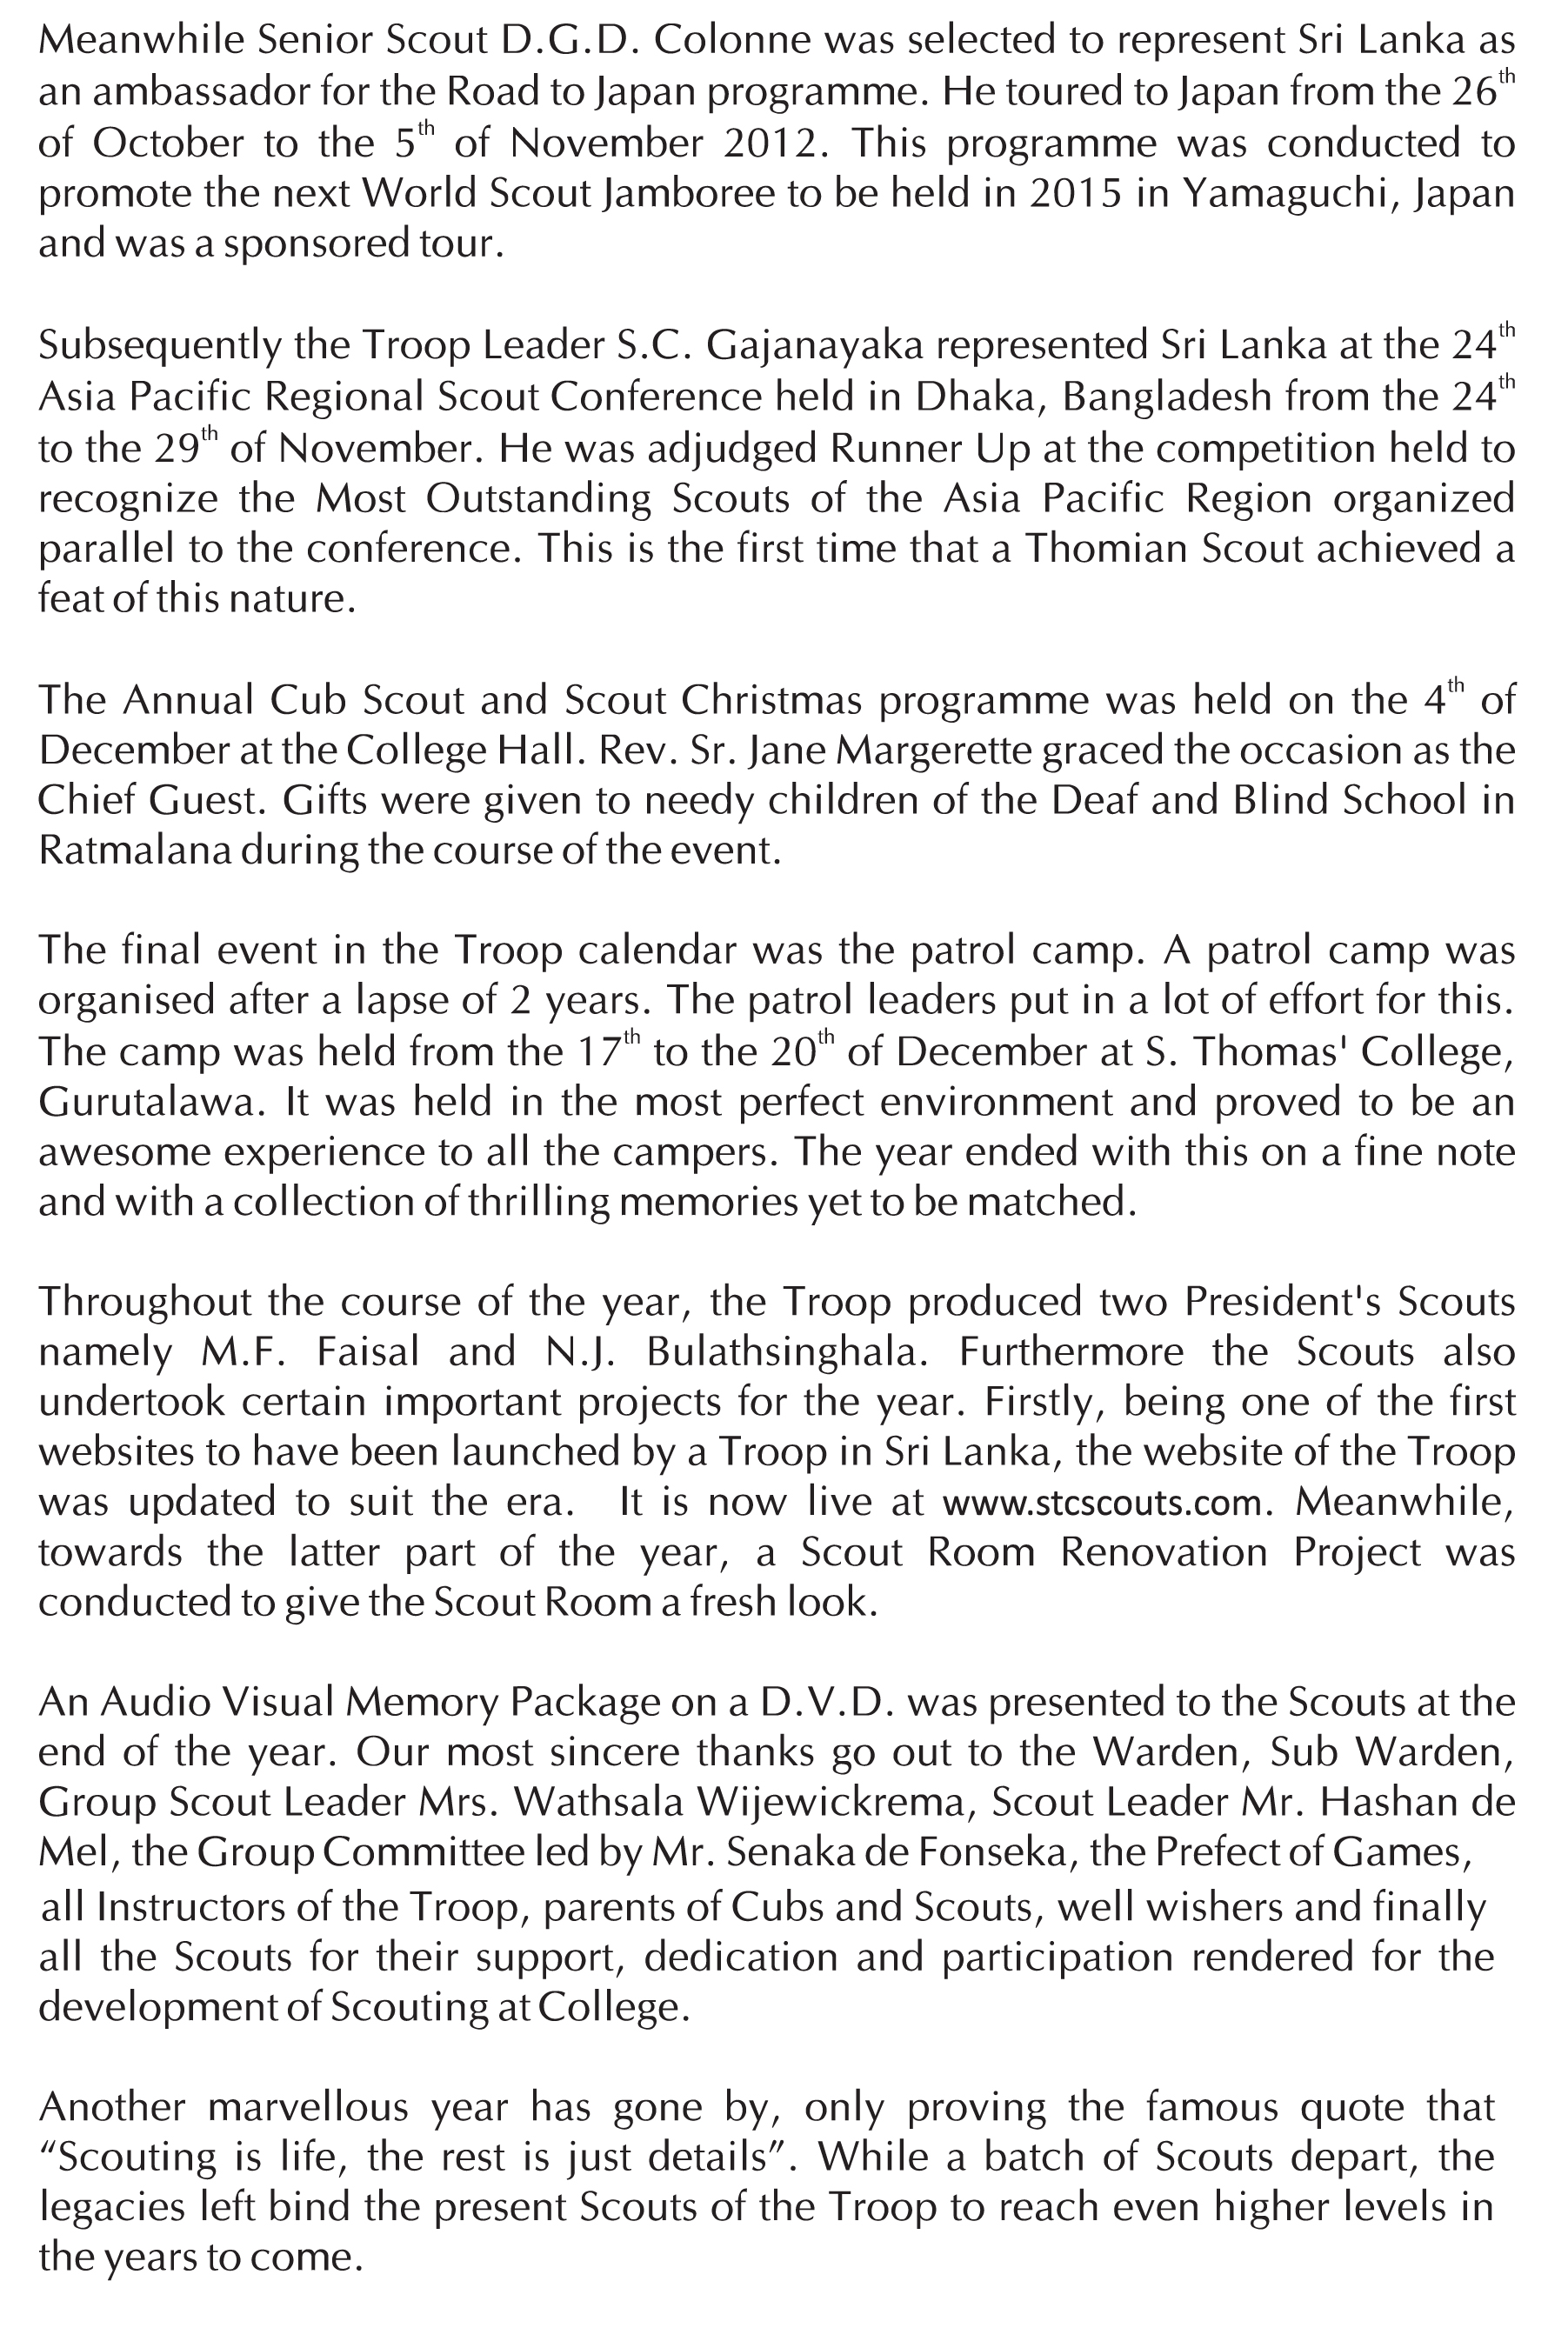 Meanwhile Senior Scout D.G.D. Colonne was selected to represent Sri Lanka as
an ambassador for the Road to Japan programme. He toured to Japan from the 26th
of October to the 5th of November 2012. This programme was conducted to
promote the next World Scout Jamboree to be held in 2015 in Yamaguchi, Japan
and was a sponsored tour.
Subsequently the Troop Leader S.C. Gajanayaka represented Sri Lanka at the 24th
Asia Pacific Regional Scout Conference held in Dhaka, Bangladesh from the 24th
to the 29th of November. He was adjudged Runner Up at the competition held to
recognize the Most Outstanding Scouts of the Asia Pacific Region organized
parallel to the conference. This is the first time that a Thomian Scout achieved a
feat of this nature.
The Annual Cub Scout and Scout Christmas programme was held on the 4th of
December at the College Hall. Rev. Sr. Jane Margerette graced the occasion as the
Chief Guest. Gifts were given to needy children of the Deaf and Blind School in
Ratmalana during the course of the event.
The final event in the Troop calendar was the patrol camp. A patrol camp was
organised after a lapse of 2 years. The patrol leaders put in a lot of effort for this.
The camp was held from the 17th to the 20th of December at S. Thomas' College,
Gurutalawa. It was held in the most perfect environment and proved to be an
awesome experience to all the campers. The year ended with this on a fine note
and with a collection of thrilling memories yet to be matched.
Throughout the course of the year, the Troop produced two President's Scouts
namely M.F. Faisal and N.J. Bulathsinghala. Furthermore the Scouts also
undertook certain important projects for the year. Firstly, being one of the first
websites to have been launched by a Troop in Sri Lanka, the website of the Troop
was updated to suit the era. It is now live at www.stcscouts.com. Meanwhile,
towards the latter part of the year, a Scout Room Renovation Project was
conducted to give the Scout Room a fresh look.
An Audio Visual Memory Package on a D.V.D. was presented to the Scouts at the
end of the year. Our most sincere thanks go out to the Warden, Sub Warden,
Group Scout Leader Mrs. Wathsala Wijewickrema, Scout Leader Mr. Hashan de
Mel, the Group Committee led by Mr. Senaka de Fonseka, the Prefect of Games,
all Instructors of the Troop, parents of Cubs and Scouts, well wishers and finally
all the Scouts for their support, dedication and participation rendered for the
development of Scouting at College.
Another marvellous year has gone by, only proving the famous quote that
“Scouting is life, the rest is just details”. While a batch of Scouts depart, the
legacies left bind the present Scouts of the Troop to reach even higher levels in
the years to come.